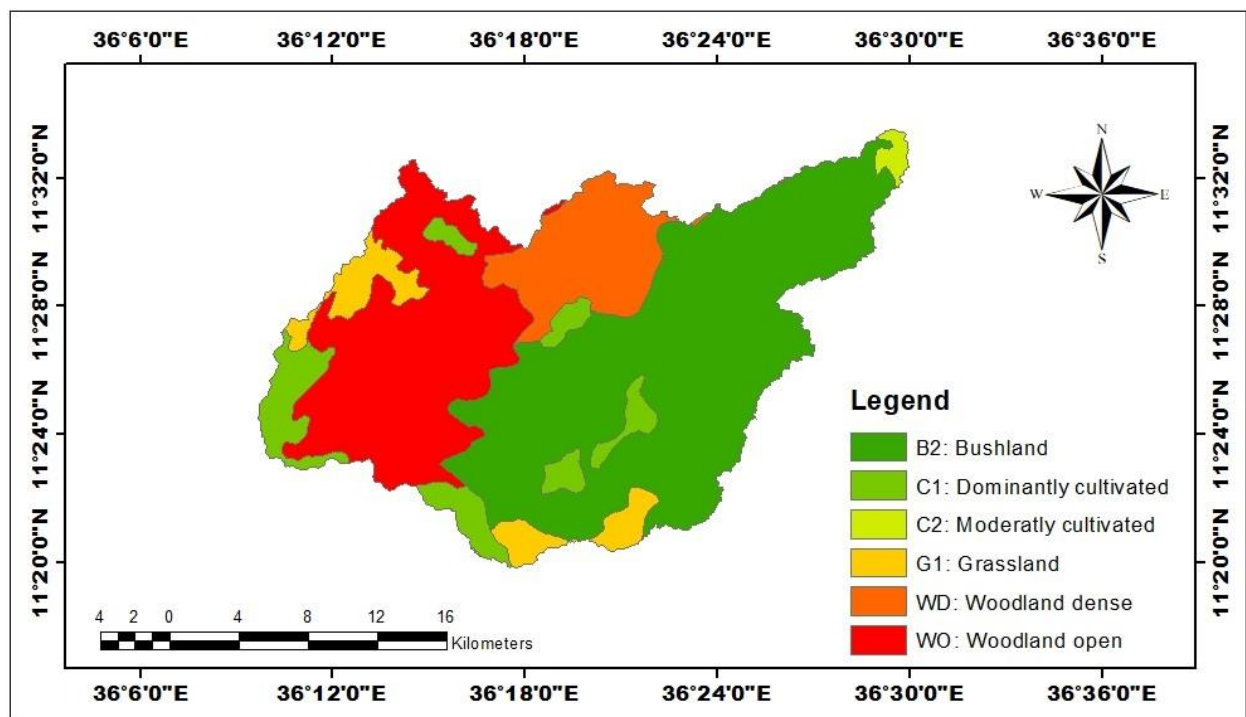 36°6'0"E 36°12'0"E 36°18'0"E 36°24'0"E 36°30'0"E 36°36'0"E
N
W E
S
11°32'0"N 11°32'0"N
11°28'0"N 11°28'0"N
11°24'0"N 11°24'0"N
11°20'0"N 11°20'0"N
Legend
B2: Bushland
C1: Dominantly cultivated
C2: Moderatly cultivated
G1: Grassland
WD: Woodland dense
WO: Woodland open
4 2 0 4 8 12 16
Kilometers
36°6'0"E 36°12'0"E 36°18'0"E 36°24'0"E 36°30'0"E 36°36'0"E